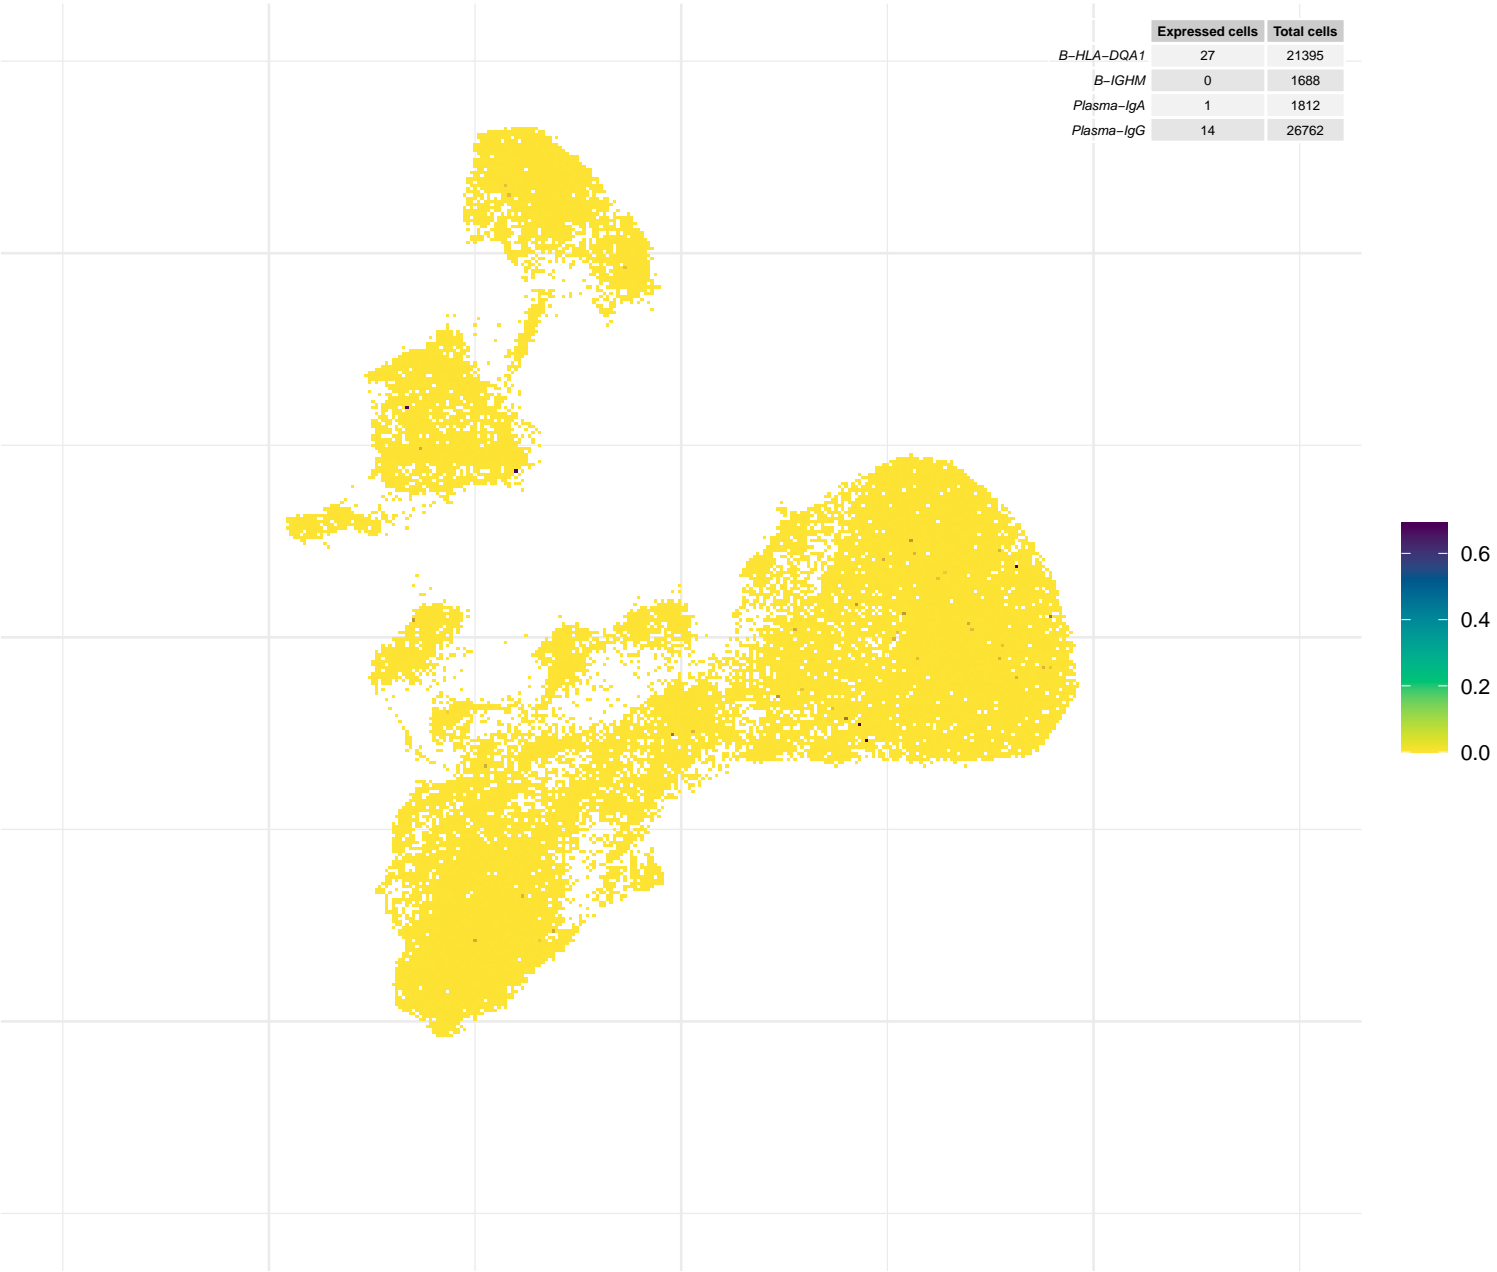 Expressed cells Total cells
B−HLA−DQA1 27 21395
B−IGHM 0 1688
Plasma−IgA 1 1812
Plasma−IgG 14 26762
0.6
0.4
0.2
0.0